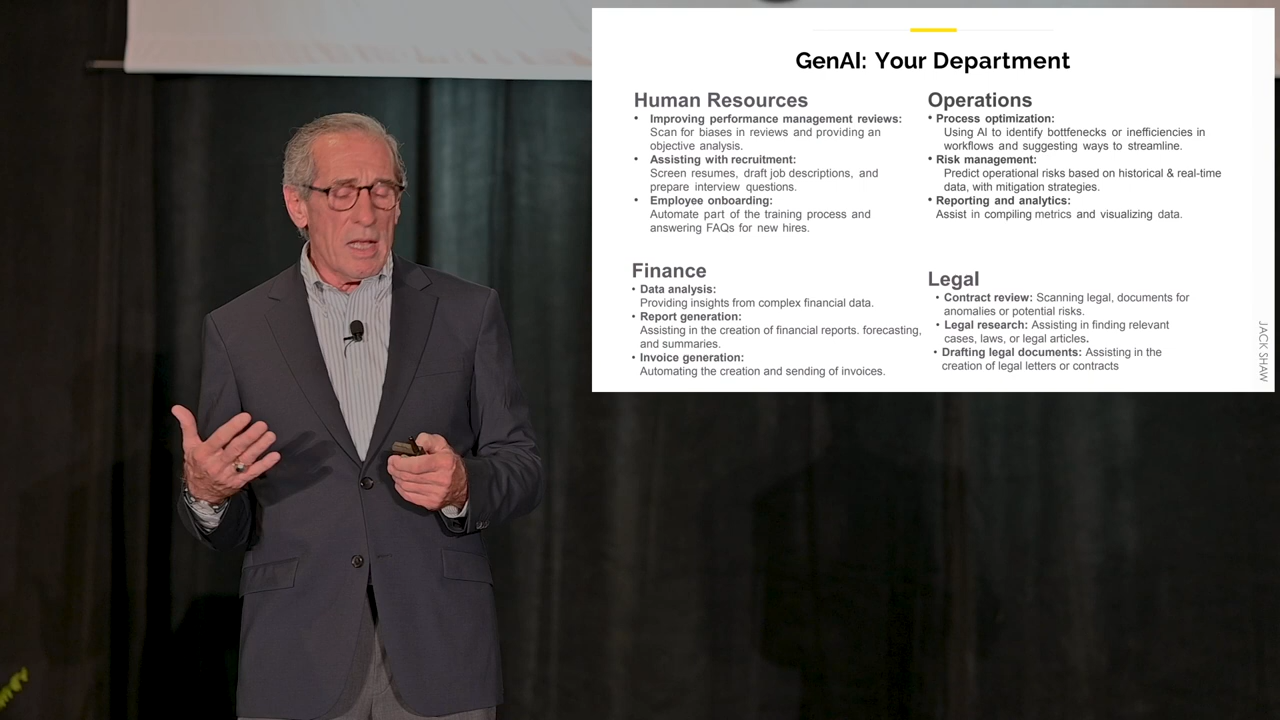 GenAI: Your Department
Human Resources
• Improving performance management reviews:
Scan for biases in reviews and providing an
objective analysis.
• Assisting with recruitment:
Screen resumes, draft job descriptions, and
prepare interview questions.
• Employee onboarding:
Automate part of the training process and
answering FAQs for new hires.
Operations
• Process optimization:
Using AI to identify bottfenecks or inefficiencies in
workflows and suggesting ways to streamline.
• Risk management:
Predict operational risks based on historical & real-time
data, with mitigation strategies.
• Reporting and analytics:
Assist in compiling metrics and visualizing data.
Finance
• Data analysis:
Providing insights from complex financial data.
• Report generation:
Assisting in the creation of financial reports. forecasting,
and summaries.
• Invoice generation:
Automating the creation and sending of invoices.
Legal
• Contract review: Scanning legal, documents for
anomalies or potential risks.
• Legal research: Assisting in finding relevant
cases, laws, or legal articles.
• Drafting legal documents: Assisting in the
creation of legal letters or contracts
JACK SHAW